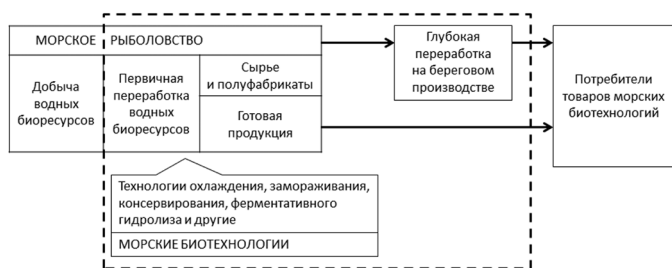 МОРСКОЕ РЫБОЛОВСТВО
Добыча
водных
биоресурсов
Первичная
переработка
водных
биоресурсов
Сырье
и полуфабрикаты
Готовая
продукция
Глубокая
переработка
на береговом
производстве
Потребители
товаров морских
биотехнологий
Технологии охлаждения, замораживания,
консервирования, ферментативного
гидролиза и другие
МОРСКИЕ БИОТЕХНОЛОГИИ